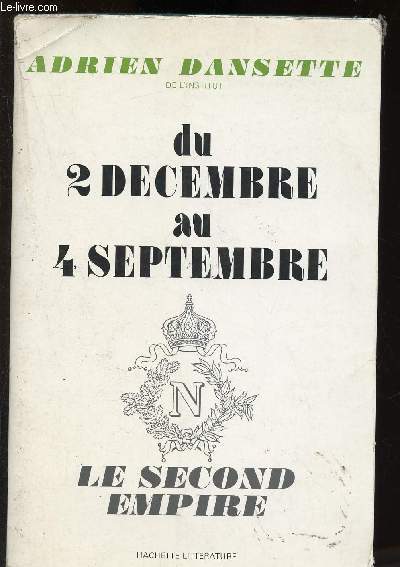 Le-livre.com
ADRIEN DANSETTE
DE L'INSTITUT
du
2 DECEMBRE
au
4 SEPTEMBRE
N
LE SECOND
EMPIRE
HACHETTE LITTERATURE